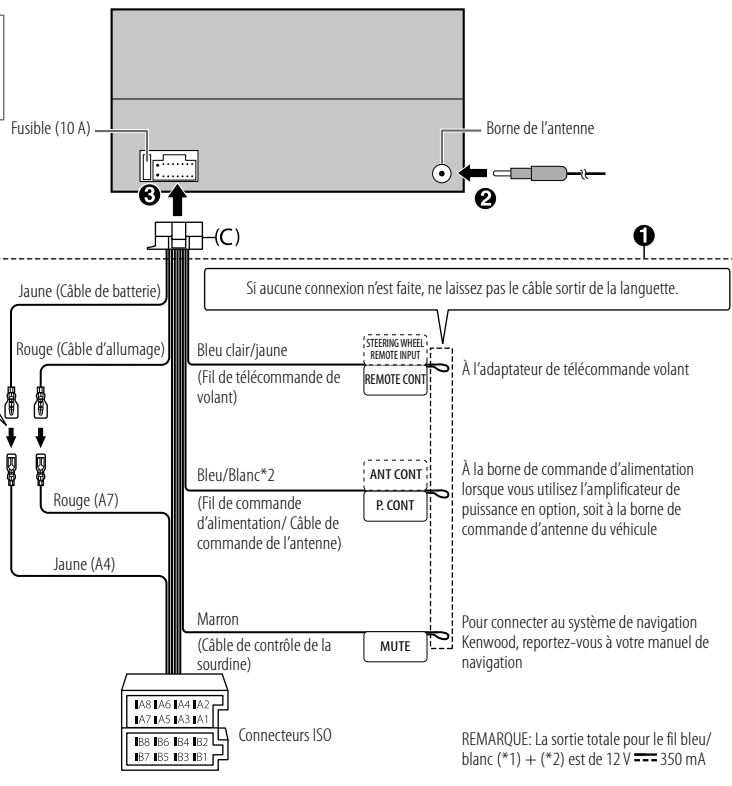 Fusible (10 A)
Borne de l'antenne
❸
❷
(C)
❶
Jaune (Câble de batterie)
Si aucune connexion n'est faite, ne laissez pas le câble sortir de la languette.
Rouge (Câble d'allumage)
Bleu clair/jaune
(Fil de télécommande de
volant)
STEERING WHEEL
REMOTE INPUT
REMOTE CONT
À l'adaptateur de télécommande volant
Bleu/Blanc*2
(Fil de commande
d'alimentation/ Câble de
commande de l'antenne)
ANT CONT
P. CONT
À la borne de commande d'alimentation
lorsque vous utilisez l'amplificateur de
puissance en option, soit à la borne de
commande d'antenne du véhicule
Rouge (A7)
Jaune (A4)
Marron
(Câble de contrôle de la
sourdine)
MUTE
Pour connecter au système de navigation
Kenwood, reportez-vous à votre manuel de
navigation
A8 A6 A4 A2
A7 A5 A3 A1
B8 B6 B4 B2
B7 B5 B3 B1
Connecteurs ISO
REMARQUE: La sortie totale pour le fil bleu/
blanc (*1) + (*2) est de 12 V ⎓ 350 mA